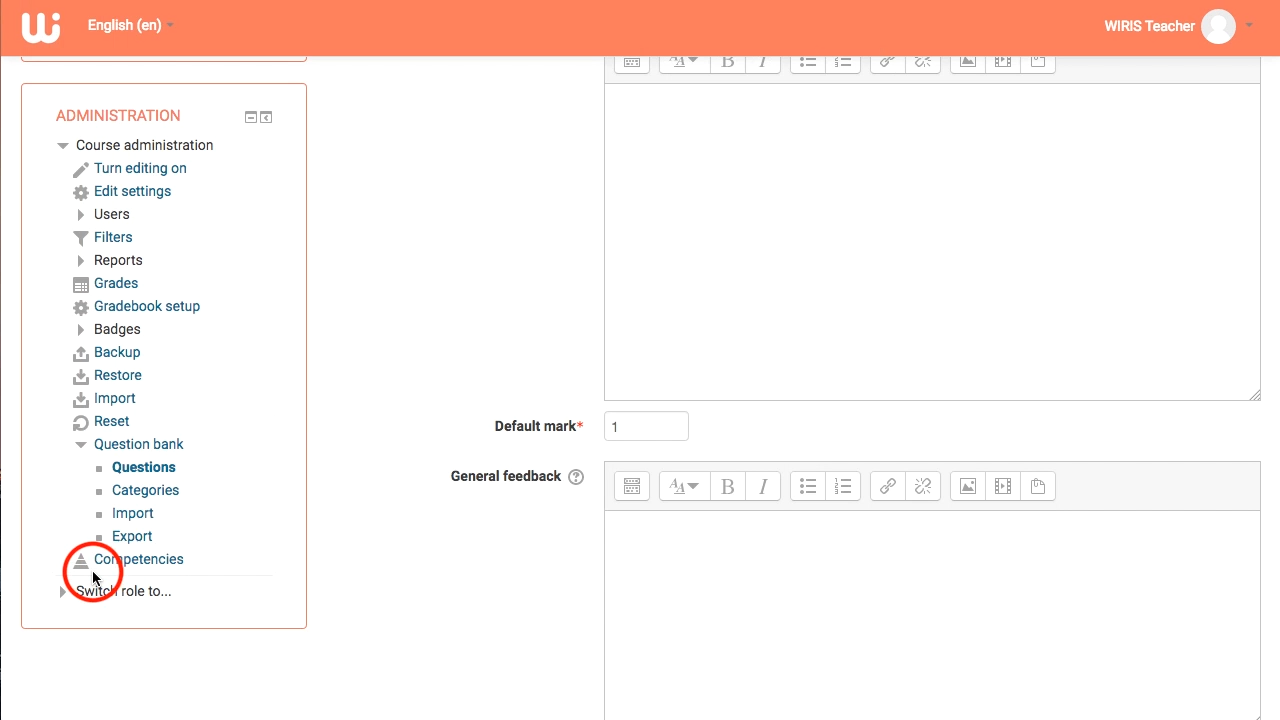 English (en)
WIRIS Teacher
ADMINISTRATION
Course administration
Turn editing on
Edit settings
Users
Filters
Reports
Grades
Gradebook setup
Badges
Backup
Restore
Import
Reset
Question bank
Questions
Categories
Import
Export
Competencies
Switch role to...
Default mark*
1
General feedback